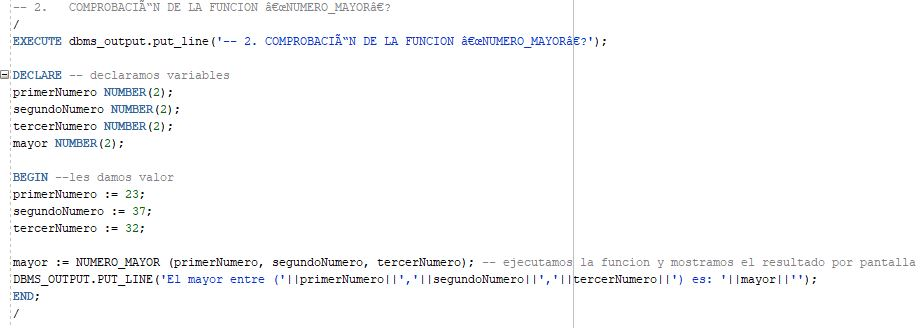 -- 2.   COMPROBACIÃ“N DE LA FUNCION â€œNUMERO_MAYORâ€?
/
EXECUTE dbms_output.put_line('-- 2. COMPROBACIÃ“N DE LA FUNCION â€œNUMERO_MAYORâ€?');
DECLARE -- declaramos variables
primerNumero NUMBER(2);
segundoNumero NUMBER(2);
tercerNumero NUMBER(2);
mayor NUMBER(2);
BEGIN --les damos valor
primerNumero := 23;
segundoNumero := 37;
tercerNumero := 32;
mayor := NUMERO_MAYOR (primerNumero, segundoNumero, tercerNumero); -- ejecutamos la funcion y mostramos el resultado por pantalla
DBMS_OUTPUT.PUT_LINE('El mayor entre ('||primerNumero||','||segundoNumero||','||tercerNumero||') es: '||mayor||'');
END;
/